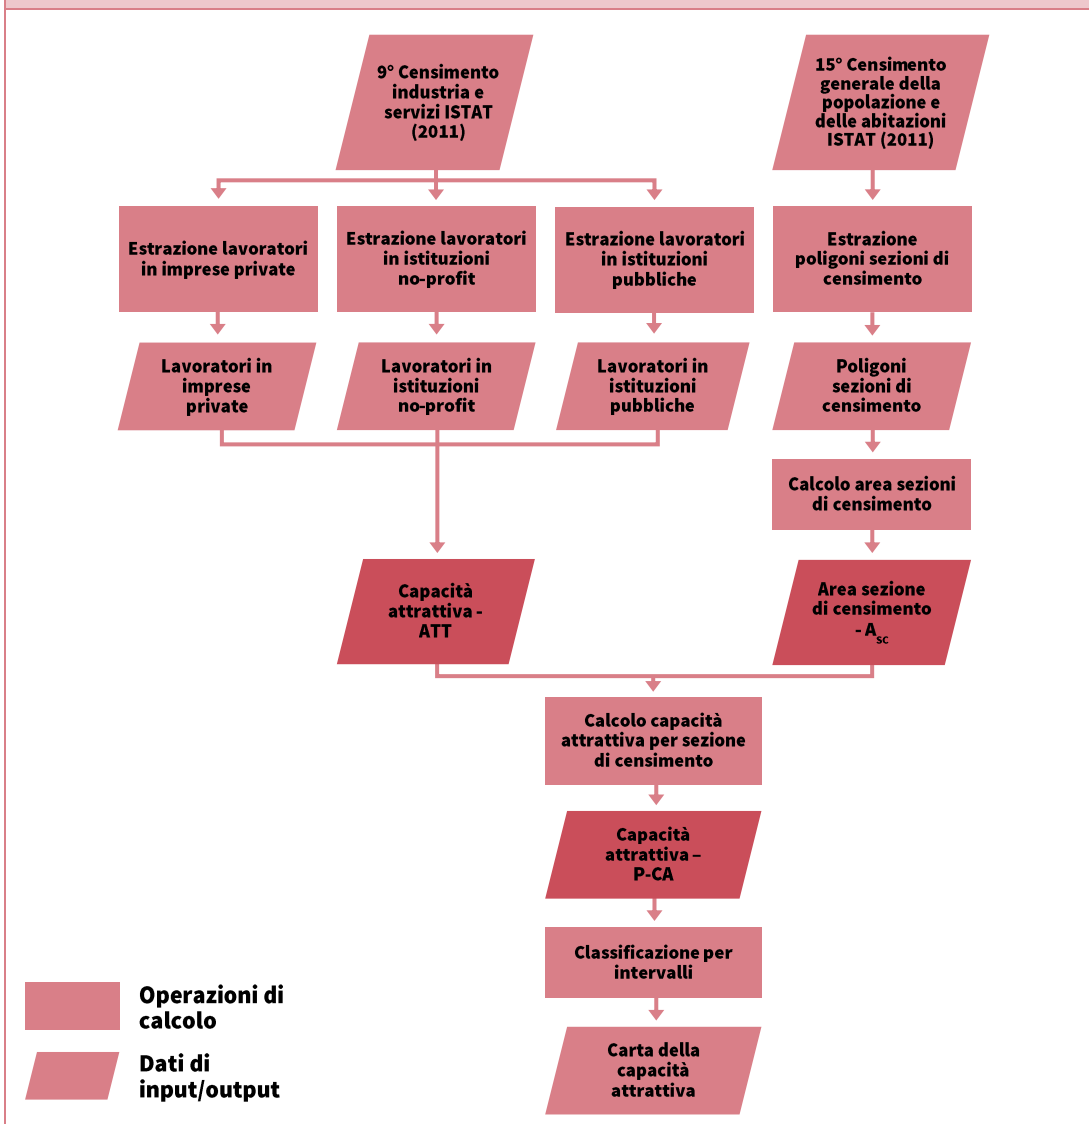 9° Censimento
industria e
servizi ISTAT
(2011)
15° Censimento
generale della
popolazione e
delle abitazioni
ISTAT (2011)
Estrazione lavoratori
in imprese private
Estrazione lavoratori
in istituzioni
no-profit
Estrazione lavoratori
in istituzioni
pubbliche
Estrazione
poligoni sezioni di
censimento
Lavoratori in
imprese
private
Lavoratori in
istituzioni
no-profit
Lavoratori in
istituzioni
pubbliche
Poligoni
sezioni di
censimento
Calcolo area sezioni
di censimento
Capacità
attrattiva -
ATT
Area sezione
di censimento
- Asc
Calcolo capacità
attrattiva per sezione
di censimento
Capacità
attrattiva –
P-CA
Classificazione per
intervalli
Carta della
capacità
attrattiva
Operazioni di
calcolo
Dati di
input/output